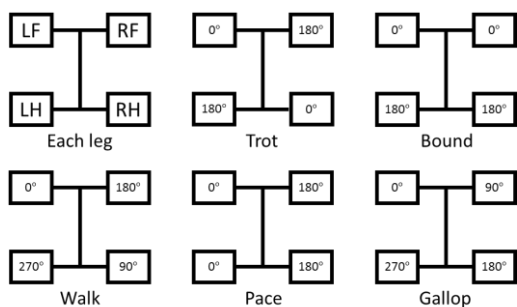 LF RF
LH RH
Each leg
0° 180°
180° 0°
Trot
0° 0°
180° 180°
Bound
0° 180°
270° 90°
Walk
0° 180°
0° 180°
Pace
0° 90°
270° 180°
Gallop